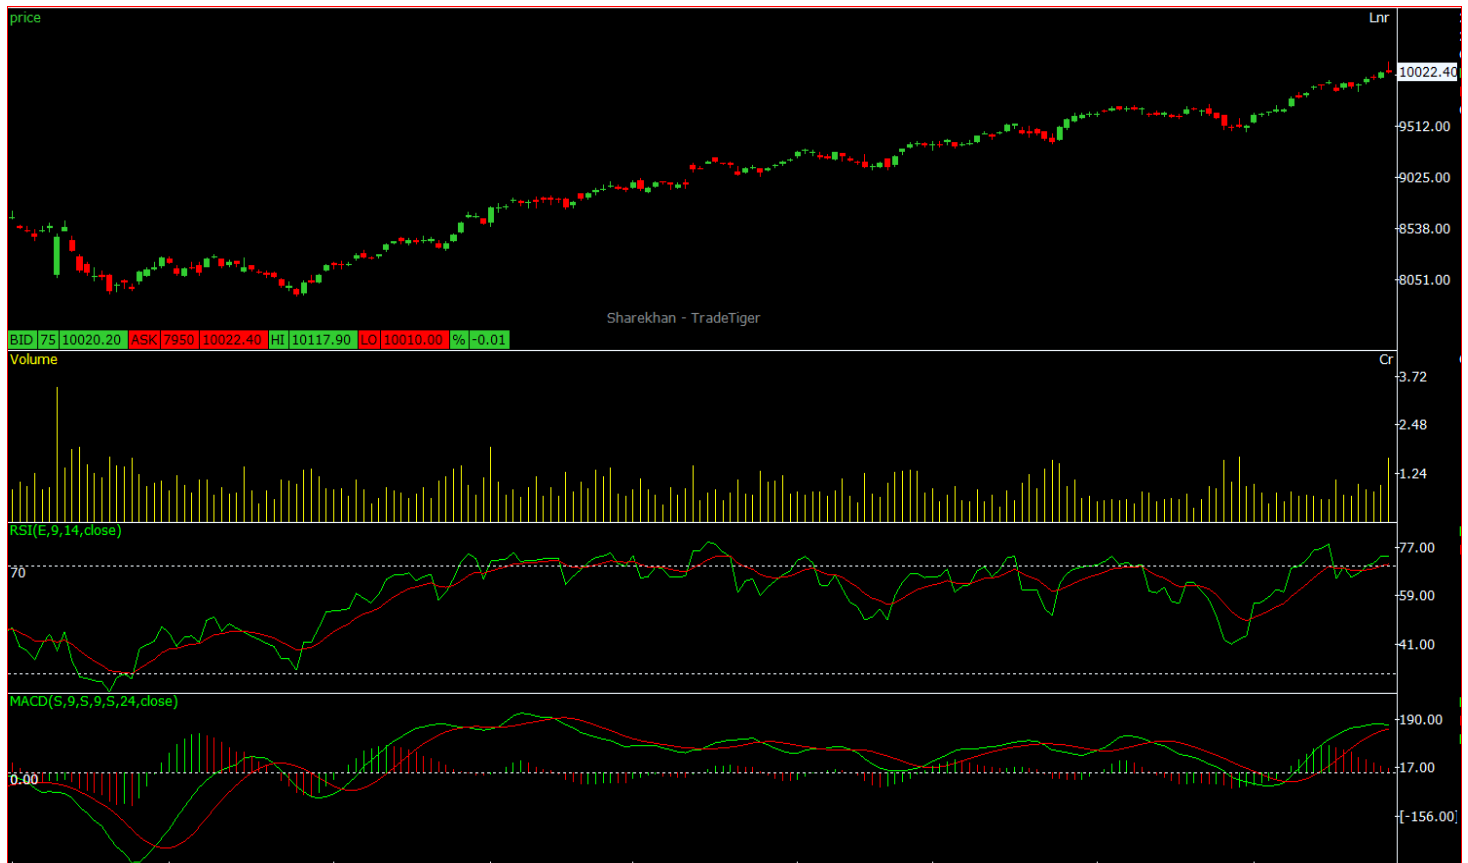 price
Lnr
10022.40
9512.00
9025.00
8538.00
8051.00
Sharekhan - TradeTiger
BID 75 10020.20 ASK 7950 10022.40 HI 10117.90 LO 10010.00 % -0.01
Volume
Cr
3.72
2.48
1.24
RSI(E,9,14,close)
77.00
70
59.00
41.00
MACD(S,9,S,9,S,24,close)
190.00
17.00
0.00
[-156.00]